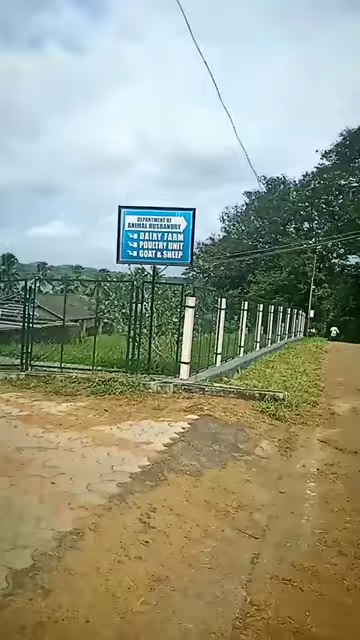 DEPARTMENT OF
ANIMAL HUSBANDRY
DAIRY FARM
POULTRY UNIT
GOAT & SHEEP